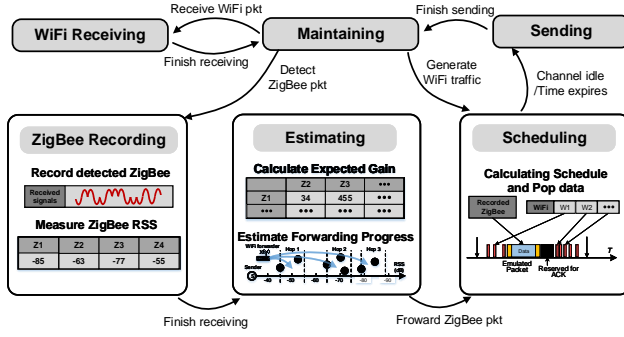 Receive WiFi pkt
Finish sending
WiFi Receiving
Maintaining
Sending
Finish receiving
Detect
ZigBee pkt
Generate
WiFi traffic
Channel idle
/Time expires
ZigBee Recording
Record detected ZigBee
Received
signals
Measure ZigBee RSS
Z1 Z2 Z3 Z4
-85 -63 -77 -55
Estimating
Calculate Expected Gain
Z2 Z3 •••
Z1 34 455 •••
••• ••• ••• •••
Estimate Forwarding Progress
WiFi forwarder
Hop 1 Hop 2 Hop 3
Sender
RSS
(dB)
-40 -50 -60 -70 -80 -90
Scheduling
Calculating Schedule
and Pop data
Recorded
ZigBee
WiFi W1 W2 •••
T
Data
Emulated
Packet
Reserved for
ACK
Finish receiving
Froward ZigBee pkt